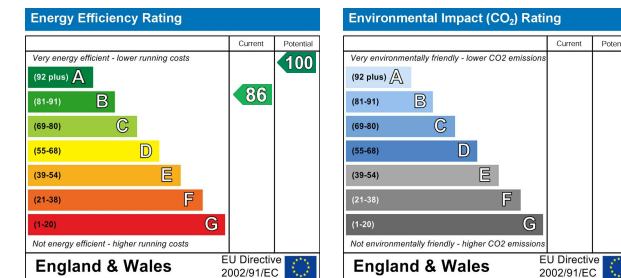 Energy Efficiency Rating
Current Potential
Very energy efficient - lower running costs
(92 plus) A
100
(81-91) B
86
(69-80) C
(55-68) D
(39-54) E
(21-38) F
(1-20) G
Not energy efficient - higher running costs
England & Wales
EU Directive
2002/91/EC
Environmental Impact (CO2) Rating
Current Poten
Very environmentally friendly - lower CO2 emissions
(92 plus) A
(81-91) B
(69-80) C
(55-68) D
(39-54) E
(21-38) F
(1-20) G
Not environmentally friendly - higher CO2 emissions
England & Wales
EU Directive
2002/91/EC